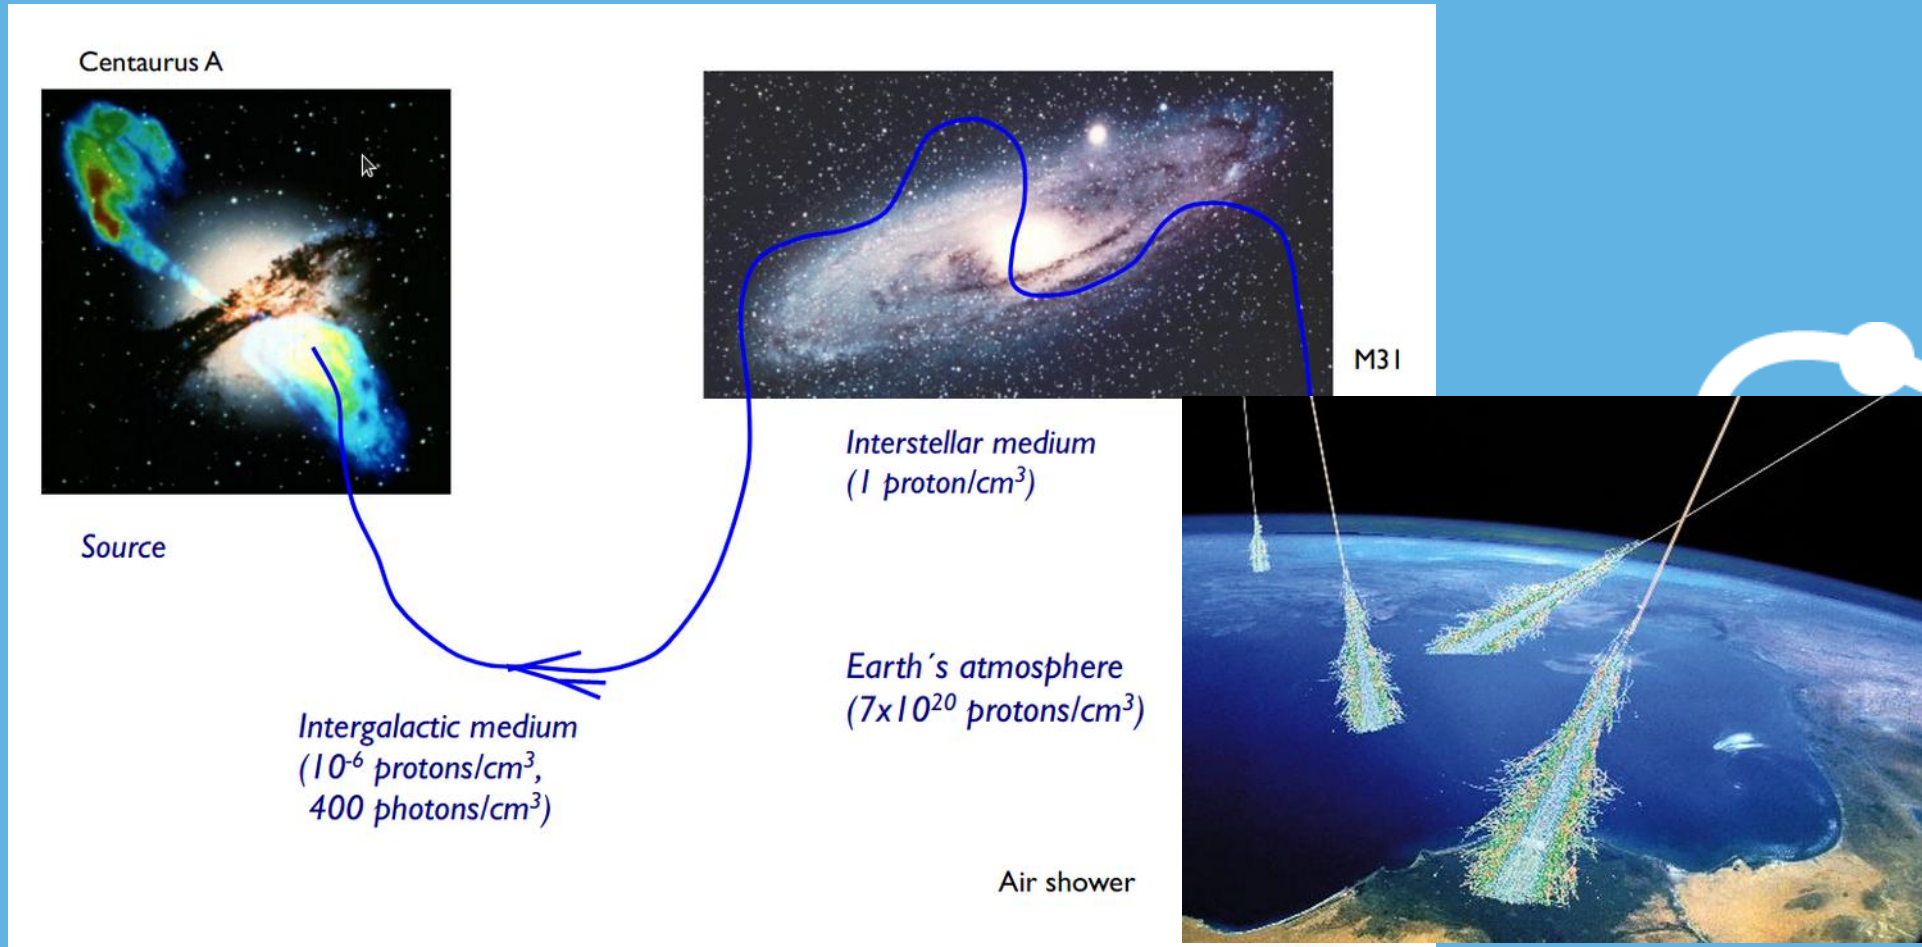 Centaurus A
M31
Interstellar medium
(1 proton/cm³)
Source
Earth´s atmosphere
(7x10²⁰ protons/cm³)
Intergalactic medium
(10⁻⁶ protons/cm³,
400 photons/cm³)
Air shower